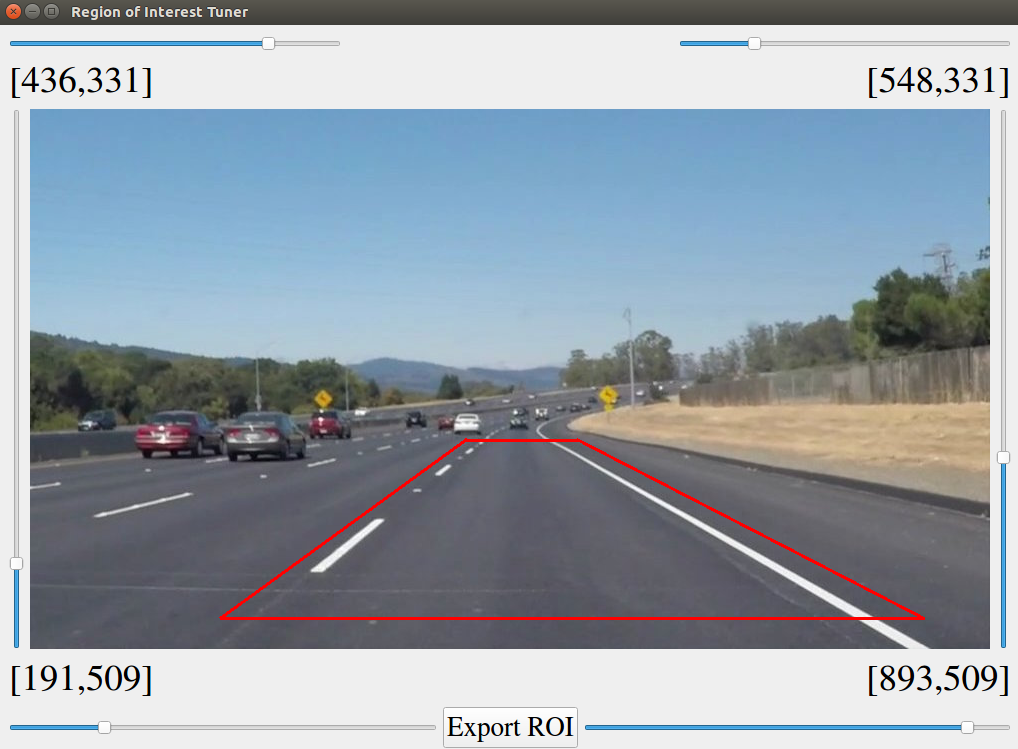 Region of Interest Tuner
[436,331]
[548,331]
[191,509]
[893,509]
Export ROI